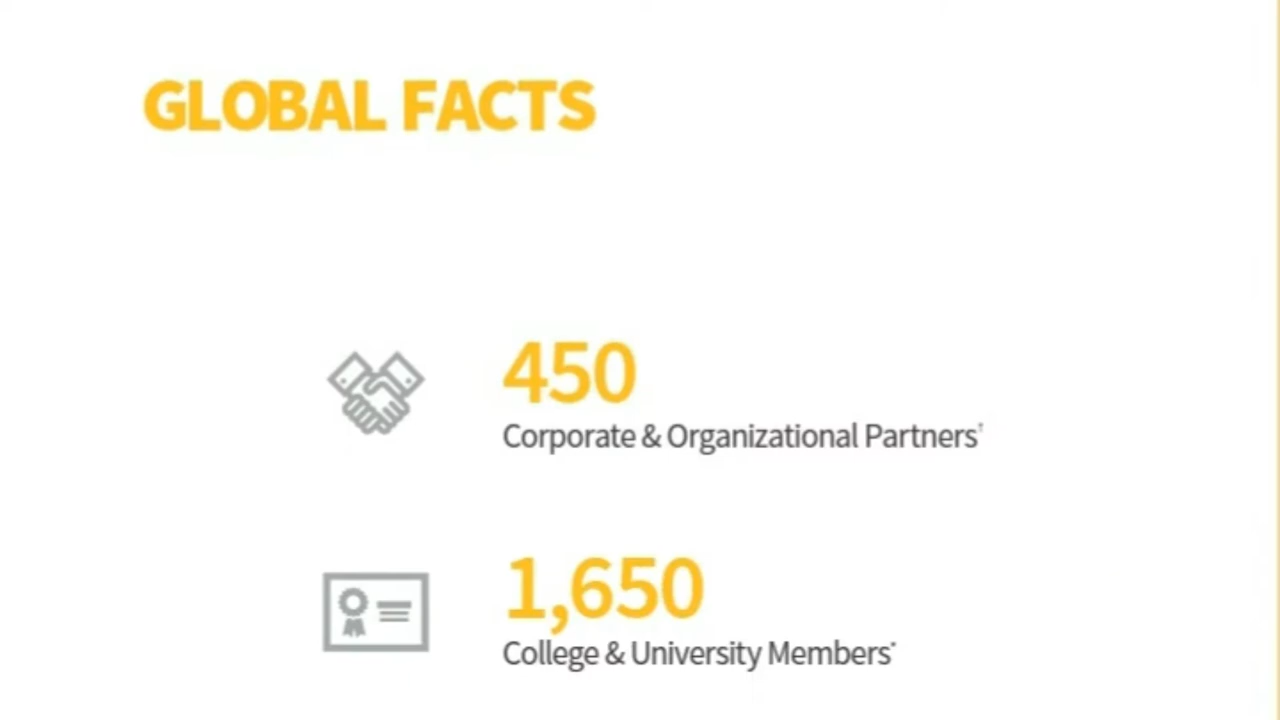 GLOBAL FACTS
450
Corporate & Organizational Partners†
1,650
College & University Members*